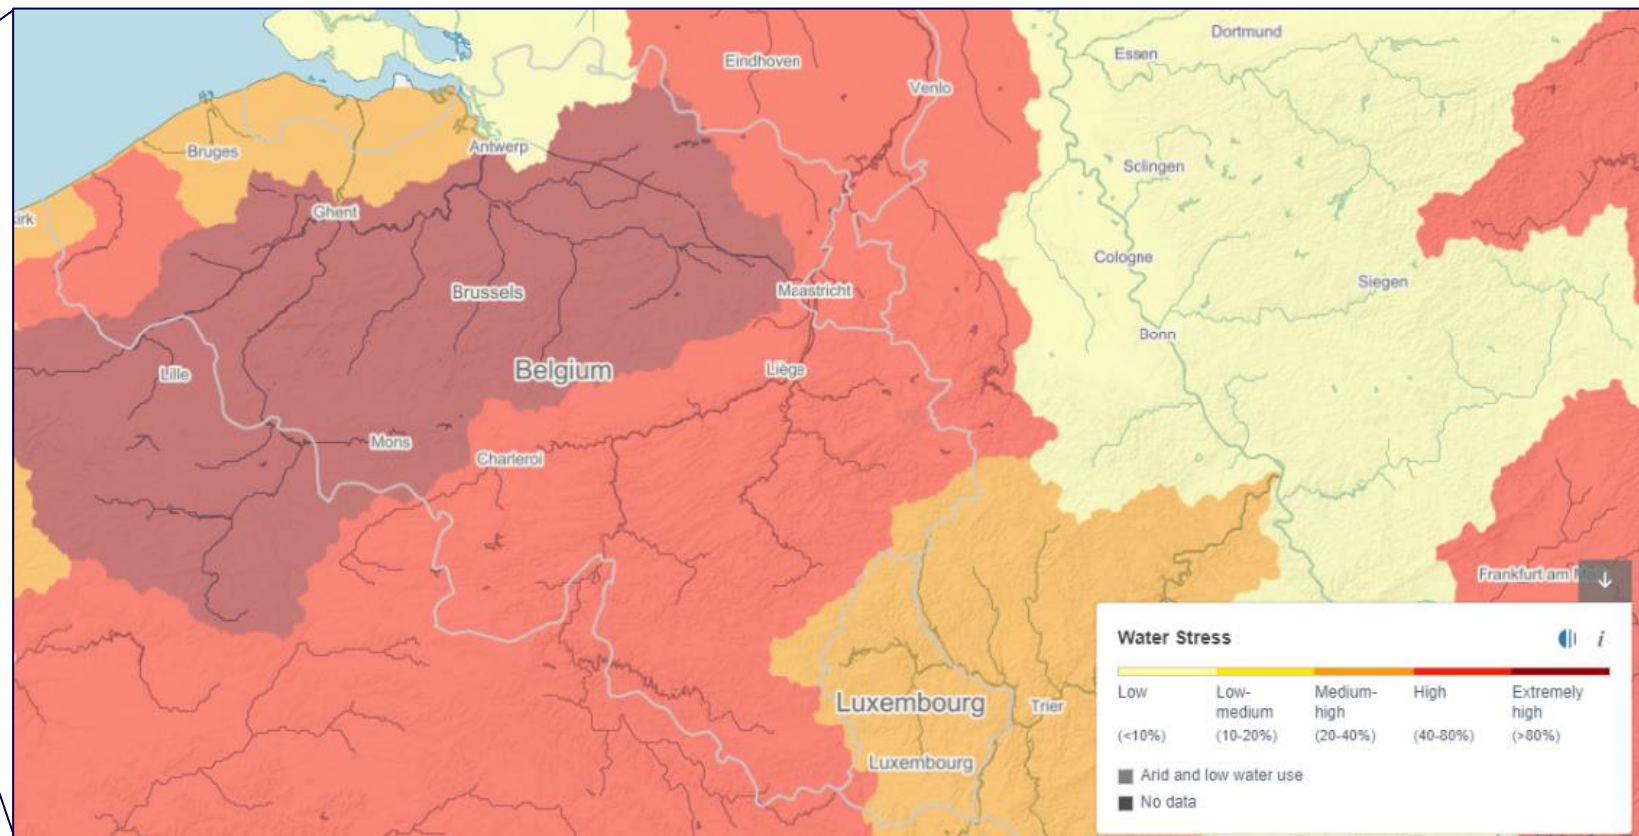 Dortmund
Essen
Eindhoven
Venlo
Bruges
Antwerp
Sclingen
irk
Ghent
Cologne
Siegen
Brussels
Maastricht
Bonn
Belgium
Liège
Lille
Mons
Charleroi
Frankfurt am
Luxembourg
Trier
Luxembourg
Water Stress
i
Low
Low-
medium
Medium-
high
High
Extremely
high
(<10%)
(10-20%)
(20-40%)
(40-80%)
(>80%)
Arid and low water use
No data